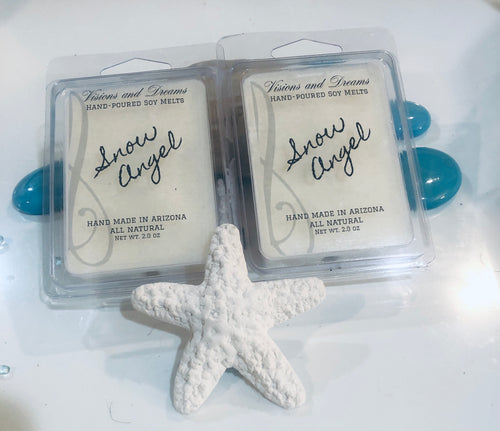 Visions and Dreams
Hand-Poured Soy Melts
Snow
Angel
Hand Made in Arizona
All Natural
Net wt. 2.0 oz
Visions and Dreams
Hand-Poured Soy Melts
Snow
Angel
Hand Made in Arizona
All Natural
Net wt. 2.0 oz